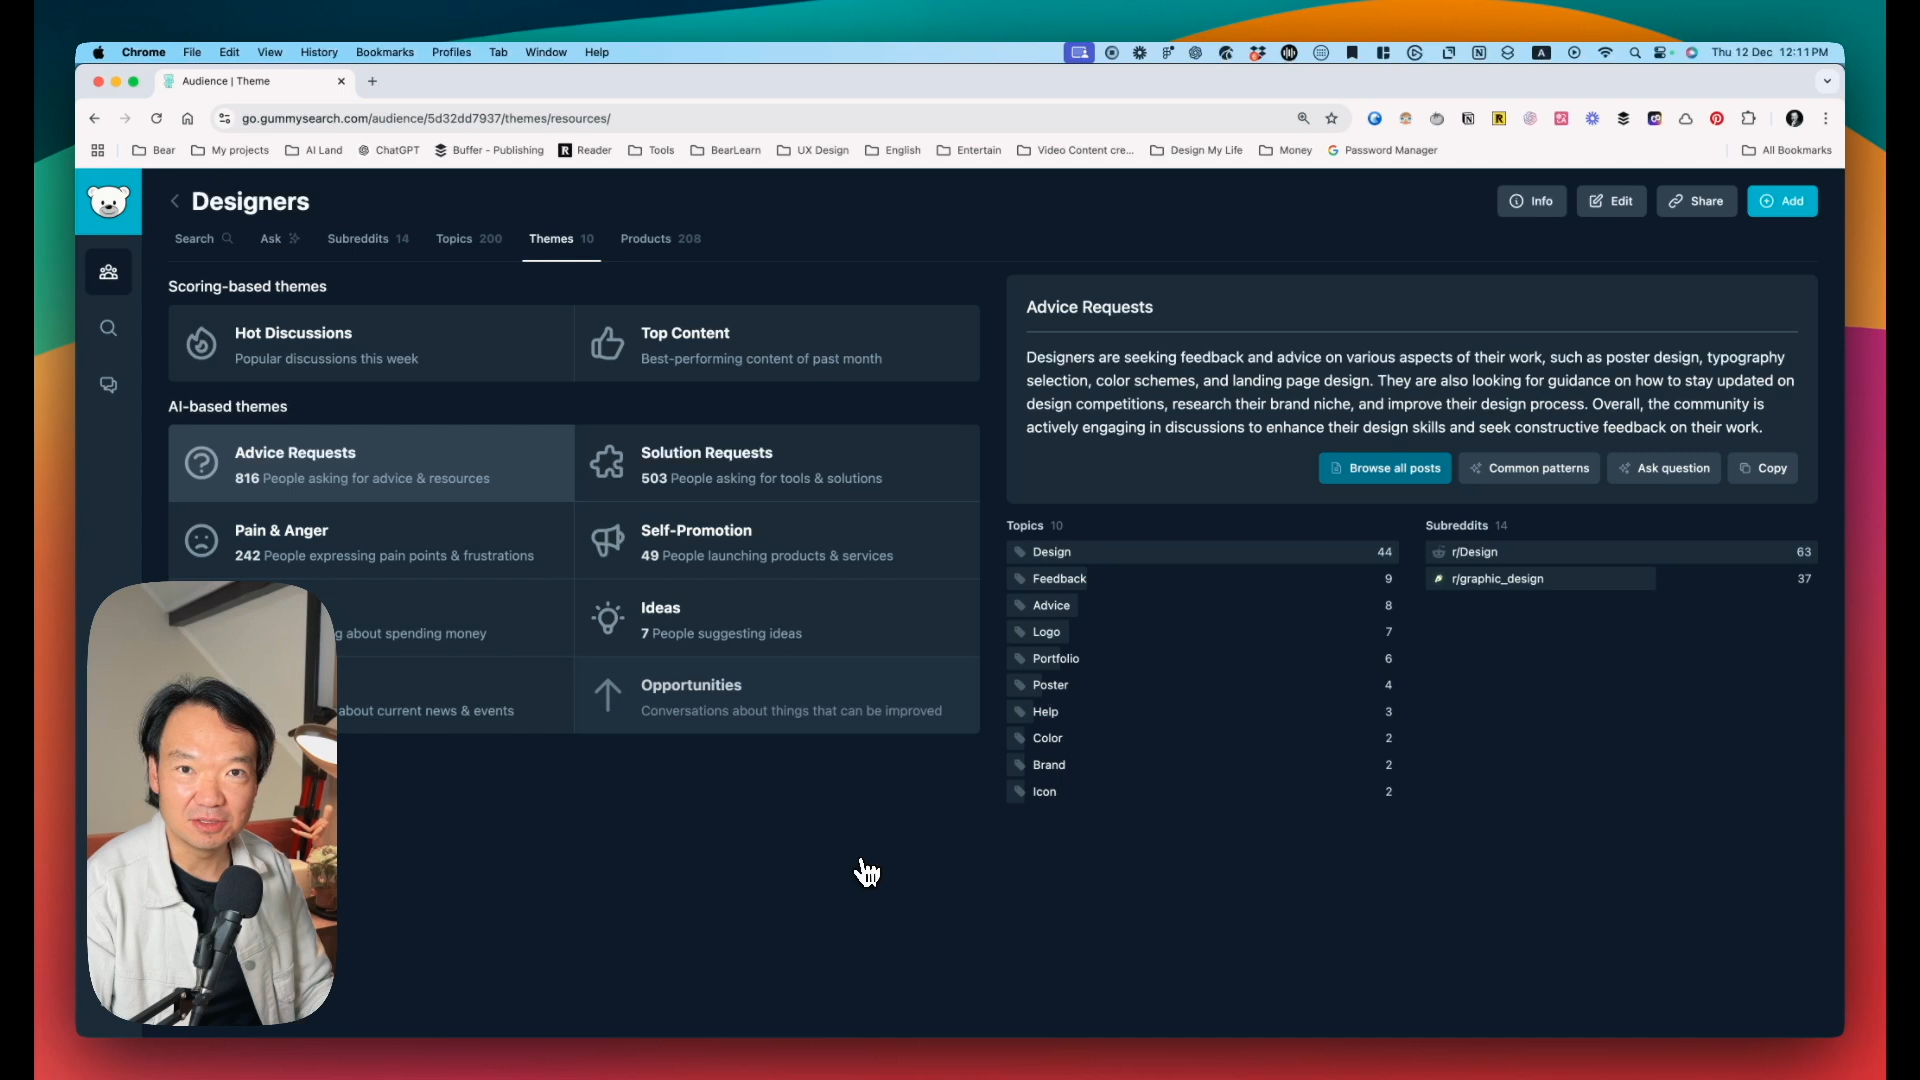 Chrome File Edit View History Bookmarks Profiles Tab Window Help
Thu 12 Dec 12:11 PM
Audience | Theme
go.gummysearch.com/audience/5d32dd7937/themes/resources/
Bear My projects AI Land ChatGPT Buffer - Publishing Reader Tools BearLearn UX Design English Entertain Video Content cre... Design My Life Money Password Manager All Bookmarks
Designers
Info Edit Share Add
Search Ask Subreddits 14 Topics 200 Themes 10 Products 208
Scoring-based themes
Hot Discussions
Popular discussions this week
Top Content
Best-performing content of past month
AI-based themes
Advice Requests
816 People asking for advice & resources
Solution Requests
503 People asking for tools & solutions
Pain & Anger
242 People expressing pain points & frustrations
Self-Promotion
49 People launching products & services
g about spending money
Ideas
7 People suggesting ideas
about current news & events
Opportunities
Conversations about things that can be improved
Advice Requests
Designers are seeking feedback and advice on various aspects of their work, such as poster design, typography
selection, color schemes, and landing page design. They are also looking for guidance on how to stay updated on
design competitions, research their brand niche, and improve their design process. Overall, the community is
actively engaging in discussions to enhance their design skills and seek constructive feedback on their work.
Browse all posts Common patterns Ask question Copy
Topics 10
Design 44
Feedback 9
Advice 8
Logo 7
Portfolio 6
Poster 4
Help 3
Color 2
Brand 2
Icon 2
Subreddits 14
r/Design 63
r/graphic_design 37